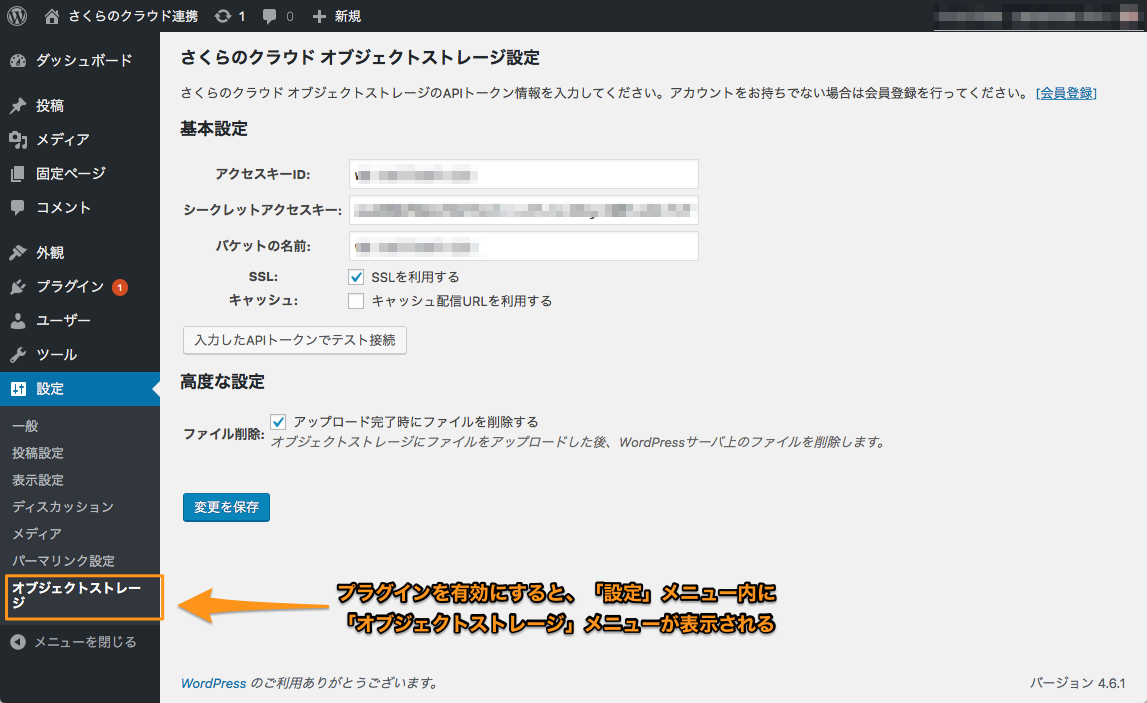 さくらのクラウド連携 1 0 新規
ダッシュボード
投稿
メディア
固定ページ
コメント
外観
プラグイン 1
ユーザー
ツール
設定
一般
投稿設定
表示設定
ディスカッション
メディア
パーマリンク設定
オブジェクトストレー
ジ
メニューを閉じる
さくらのクラウド オブジェクトストレージ設定
さくらのクラウド オブジェクトストレージのAPIトークン情報を入力してください。アカウントをお持ちでない場合は会員登録を行ってください。 [会員登録]
基本設定
アクセスキーID:
シークレットアクセスキー:
バケットの名前:
SSL: SSLを利用する
キャッシュ: キャッシュ配信URLを利用する
入力したAPIトークンでテスト接続
高度な設定
ファイル削除: アップロード完了時にファイルを削除する
オブジェクトストレージにファイルをアップロードした後、WordPressサーバ上のファイルを削除します。
変更を保存
プラグインを有効にすると、「設定」メニュー内に
「オブジェクトストレージ」メニューが表示される
WordPress のご利用ありがとうございます。
バージョン 4.6.1